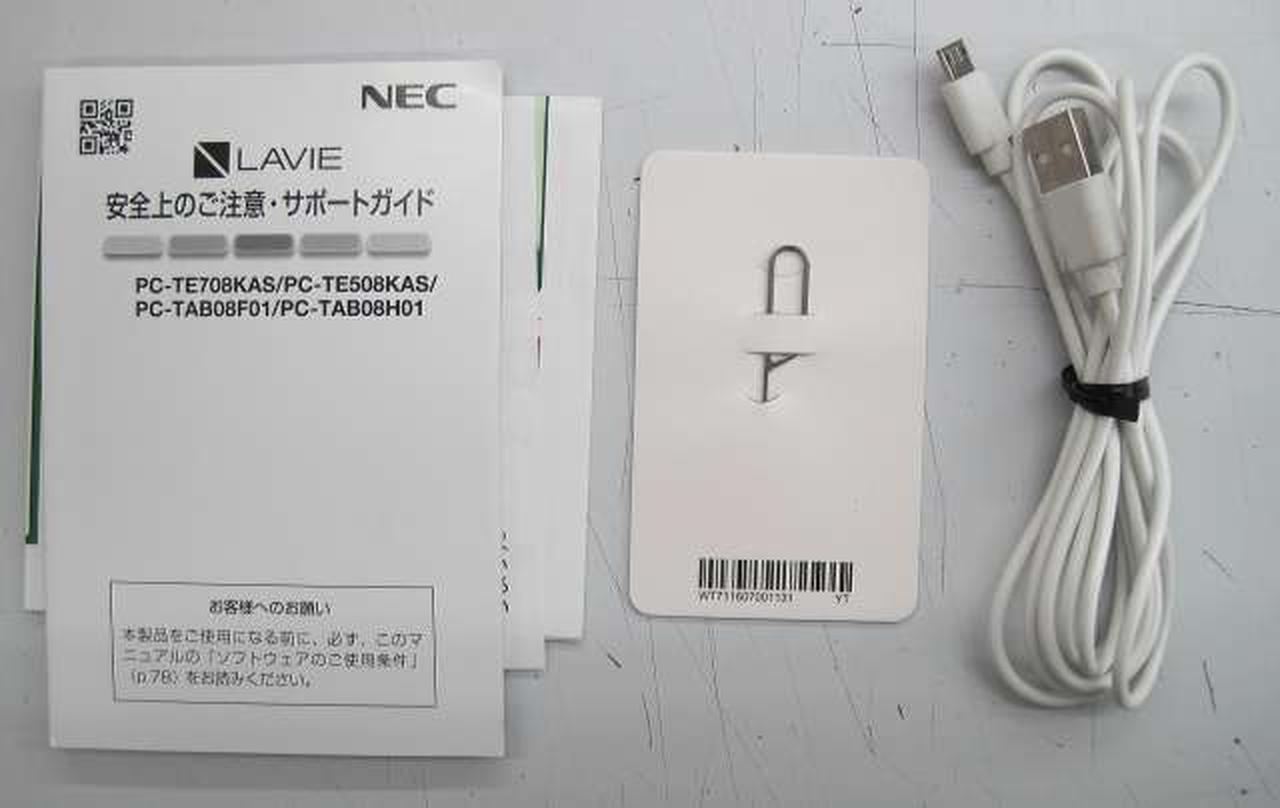 NEC
LAVIE
安全上のご注意・サポートガイド
PC-TE708KAS/PC-TE508KAS/
PC-TAB08F01/PC-TAB08H01
お客様へのお願い
本製品をご使用になる前に、必ず、このマ
ニュアルの「ソフトウェアのご使用条件」
(p.78) をお読みください。
WT711607001131 YT